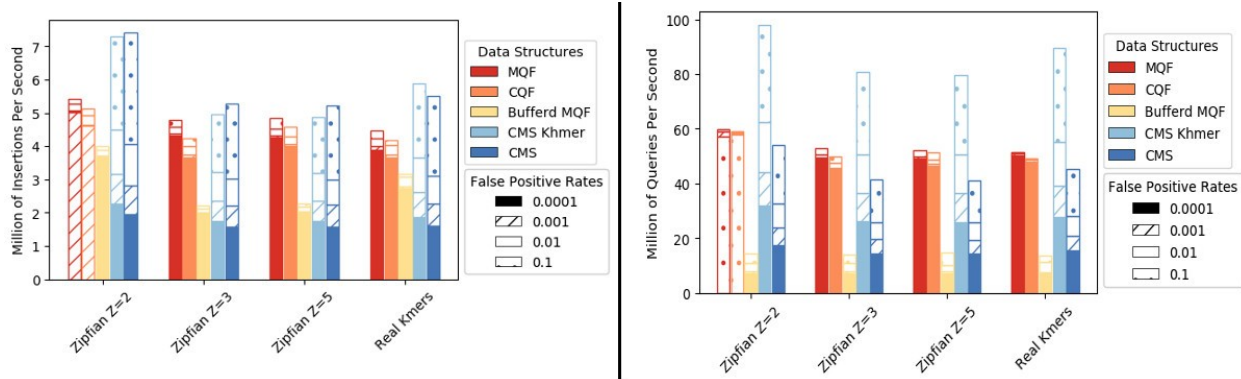 Million of Insertions Per Second
7
6
5
4
3
2
1
0
Zipfian Z=2
Zipfian Z=3
Zipfian Z=5
Real Kmers
Data Structures
MQF
CQF
Bufferd MQF
CMS Khmer
CMS
False Positive Rates
0.0001
0.001
0.01
0.1
Million of Queries Per Second
100
80
60
40
20
0
Zipfian Z=2
Zipfian Z=3
Zipfian Z=5
Real Kmers
Data Structures
MQF
CQF
Bufferd MQF
CMS Khmer
CMS
False Positive Rates
0.0001
0.001
0.01
0.1